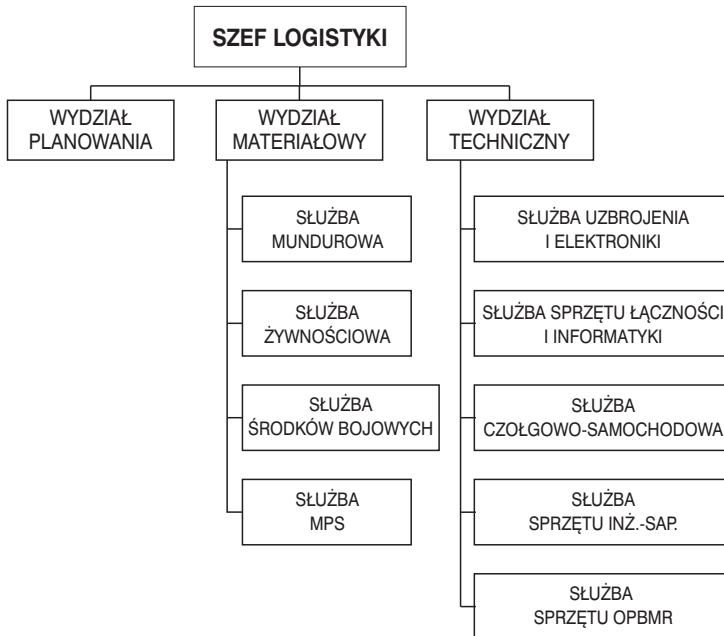 SZEF LOGISTYKI
WYDZIAŁ
PLANOWANIA
WYDZIAŁ
MATERIAŁOWY
WYDZIAŁ
TECHNICZNY
SŁUŻBA
MUNDUROWA
SŁUŻBA
ŻYWNOŚCIOWA
SŁUŻBA
ŚRODKÓW BOJOWYCH
SŁUŻBA
MPS
SŁUŻBA UZBROJENIA
I ELEKTRONIKI
SŁUŻBA SPRZĘTU ŁĄCZNOŚCI
I INFORMATYKI
SŁUŻBA
CZOŁGOWO-SAMOCHODOWA
SŁUŻBA
SPRZĘTU INŻ.-SAP.
SŁUŻBA
SPRZĘTU OPBMR